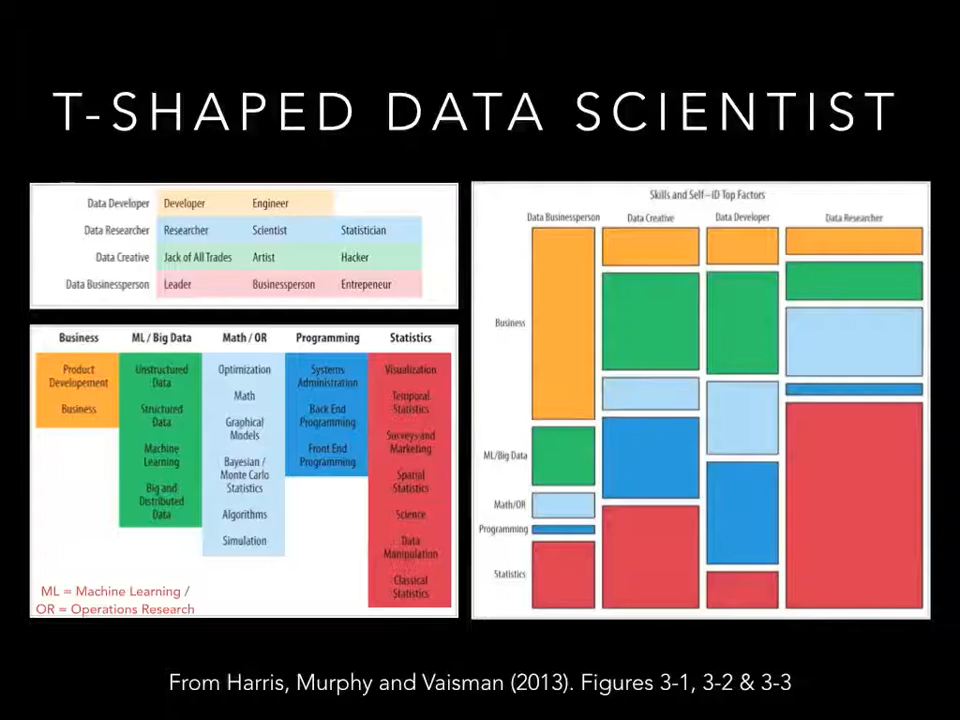 T-SHAPED DATA SCIENTIST
Data Developer Developer Engineer
Data Researcher Researcher Scientist Statistician
Data Creative Jack of All Trades Artist Hacker
Data Businessperson Leader Businessperson Entrepeneur
Business
Product
Developement
Business
ML / Big Data
Unstructured
Data
Structured
Data
Machine
Learning
Big and
Distributed
Data
Math / OR
Optimization
Math
Graphical
Models
Bayesian /
Monte Carlo
Statistics
Algorithms
Simulation
Programming
Systems
Administration
Back End
Programming
Front End
Programming
Statistics
Visualization
Temporal
Statistics
Surveys and
Marketing
Spatial
Statistics
Science
Data
Manipulation
Classical
Statistics
ML = Machine Learning /
OR = Operations Research
Skills and Self-ID Top Factors
Data Businessperson Data Creative Data Developer Data Researcher
Business
ML/Big Data
Math/OR
Programming
Statistics
From Harris, Murphy and Vaisman (2013). Figures 3-1, 3-2 & 3-3